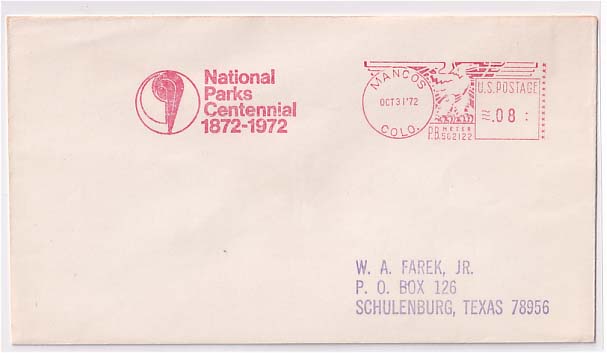 National
Parks
Centennial
1872-1972
MANCOS
OCT 31 '72
COLO.
U.S. POSTAGE
.08
P.B. METER
502122
W. A. FAREK, JR.
P. O. BOX 126
SCHULENBURG, TEXAS 78956